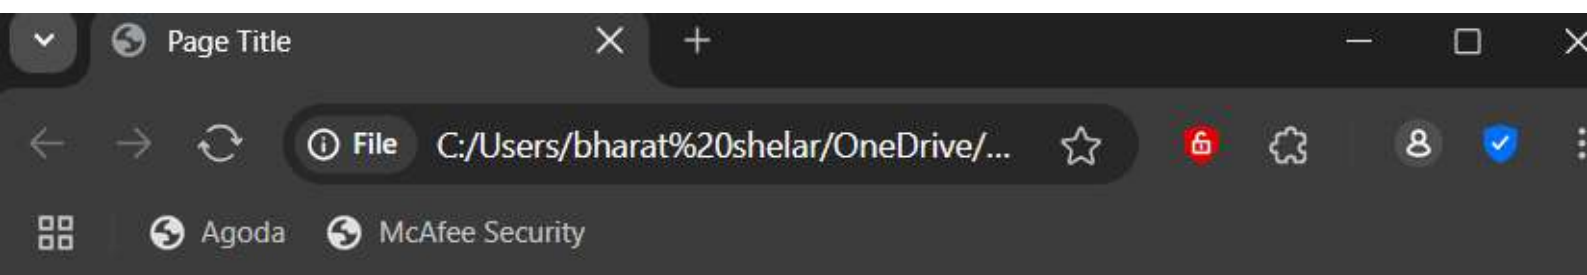 Page Title
File C:/Users/bharat%20shelar/OneDrive/...
Agoda McAfee Security